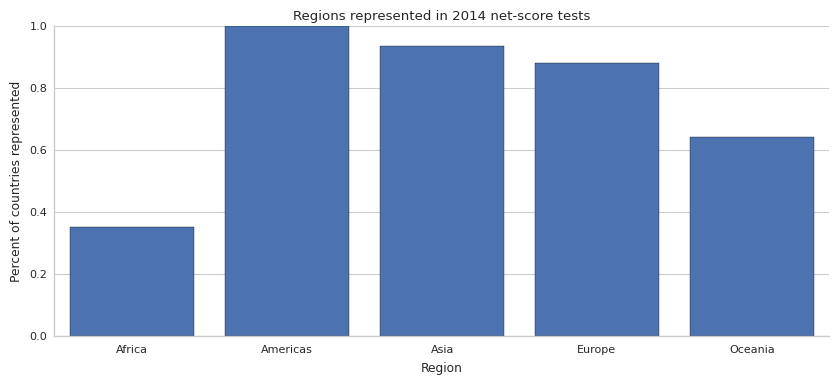 Regions represented in 2014 net-score tests
Percent of countries represented
1.0
0.8
0.6
0.4
0.2
0.0
Africa Americas Asia Europe Oceania
Region